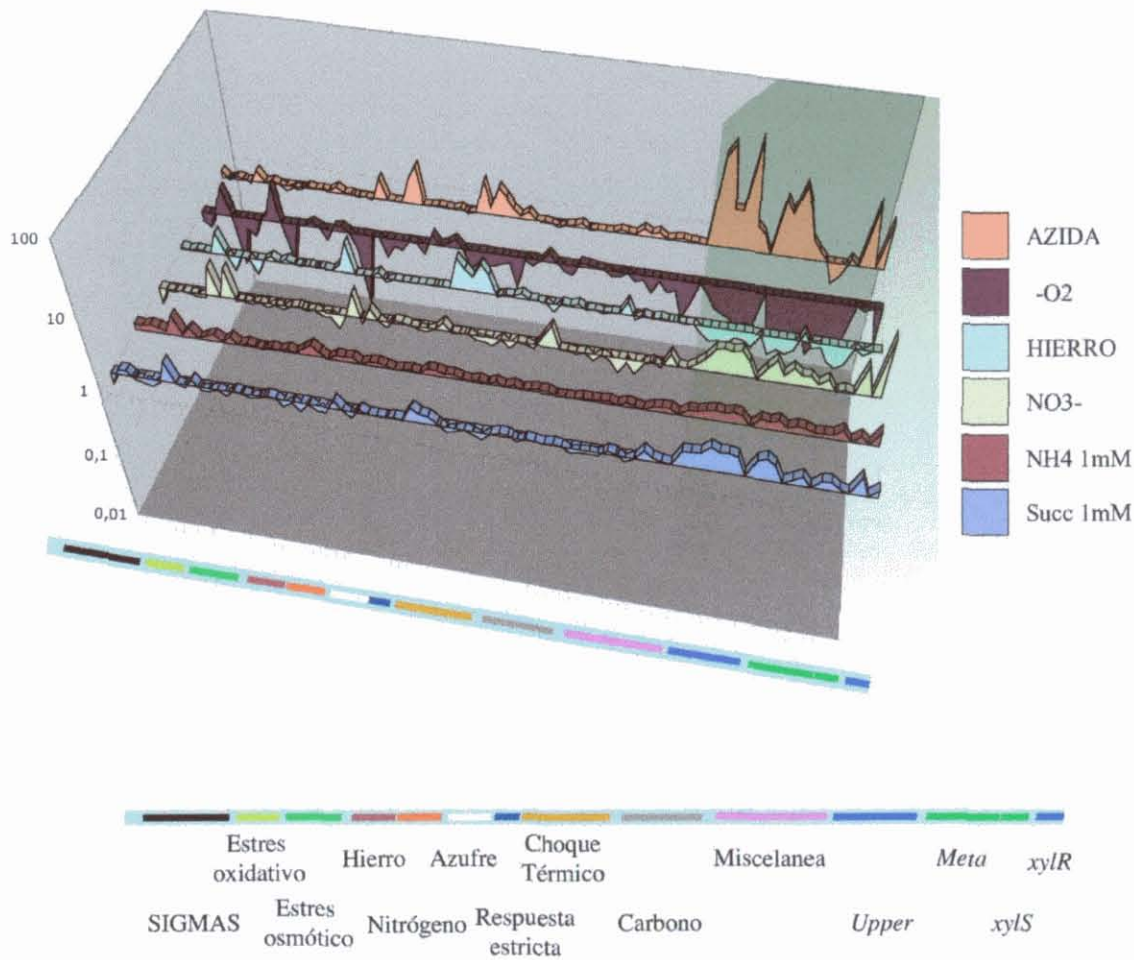 100
10
1
0,1
0,01
AZIDA
-O2
HIERRO
NO3-
NH4 1mM
Succ 1mM
Estres
oxidativo
Hierro
Azufre
Choque
Térmico
Miscelanea
Meta
xylR
SIGMAS
Estres
osmótico
Nitrógeno
Respuesta
estricta
Carbono
Upper
xylS